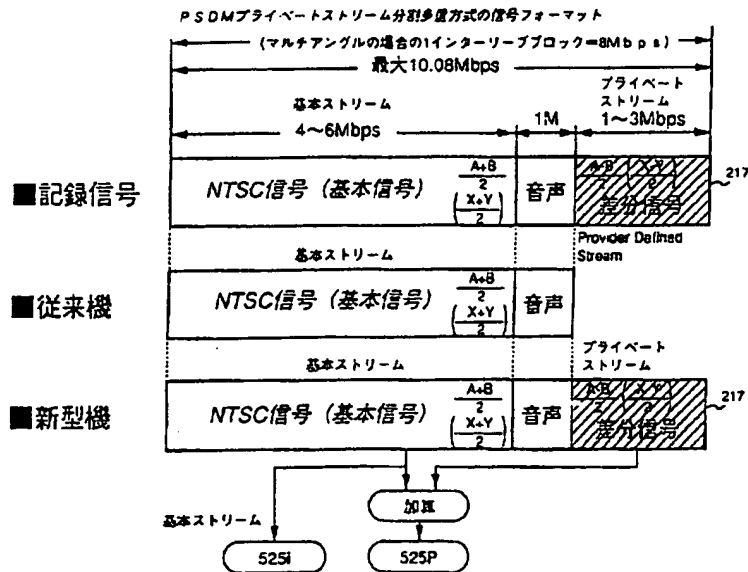 PSDMプライベートストリーム分割多重方式の信号フォーマット
(マルチアングルの場合の1インターリーブブロック=8Mbps)
最大10.08Mbps
基本ストリーム
プライベート
ストリーム
4～6Mbps
1M
1～3Mbps
■記録信号
NTSC信号(基本信号)
A+B
2
(X+Y
2)
音声
A-B
2
X-Y
2
差分信号
217
Provider Defined
Stream
基本ストリーム
■従来機
NTSC信号(基本信号)
A+B
2
(X+Y
2)
音声
基本ストリーム
プライベート
ストリーム
■新型機
NTSC信号(基本信号)
A+B
2
(X+Y
2)
音声
A-B
2
X-Y
2
差分信号
217
加算
基本ストリーム
525i
525P